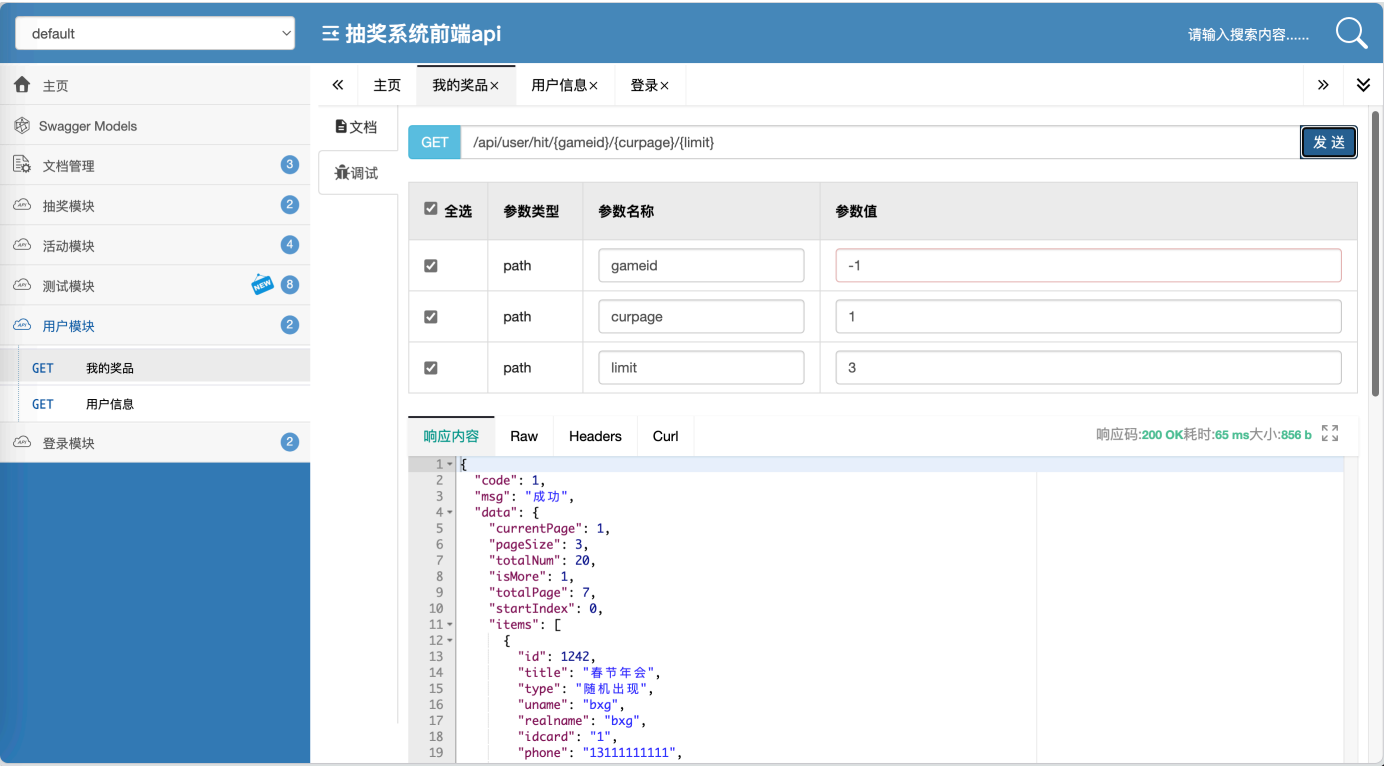 default
抽奖系统前端api
请输入搜索内容......
主页
Swagger Models
文档管理 3
抽奖模块 2
活动模块 4
测试模块 NEW 8
用户模块 2
GET 我的奖品
GET 用户信息
登录模块 2
主页 我的奖品× 用户信息× 登录×
文档
调试
GET /api/user/hit/{gameid}/{curpage}/{limit} 发 送
全选 参数类型 参数名称 参数值
path gameid -1
path curpage 1
path limit 3
响应内容 Raw Headers Curl 响应码:200 OK耗时:65 ms大小:856 b
1 {
2 "code": 1,
3 "msg": "成功",
4 "data": {
5 "currentPage": 1,
6 "pageSize": 3,
7 "totalNum": 20,
8 "isMore": 1,
9 "totalPage": 7,
10 "startIndex": 0,
11 "items": [
12 {
13 "id": 1242,
14 "title": "春节年会",
15 "type": "随机出现",
16 "uname": "bxg",
17 "realname": "bxg",
18 "idcard": "1",
19 "phone": "13111111111",